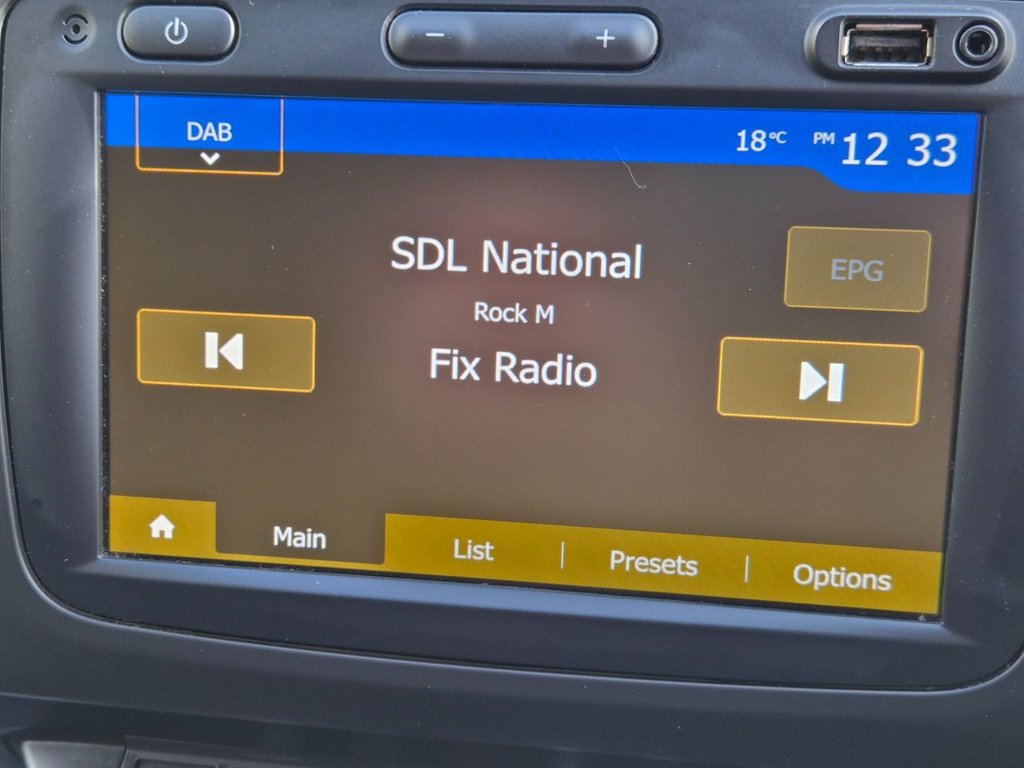 DAB
18°C PM 12 33
SDL National
EPG
Rock M
Fix Radio
Main
List
Presets
Options